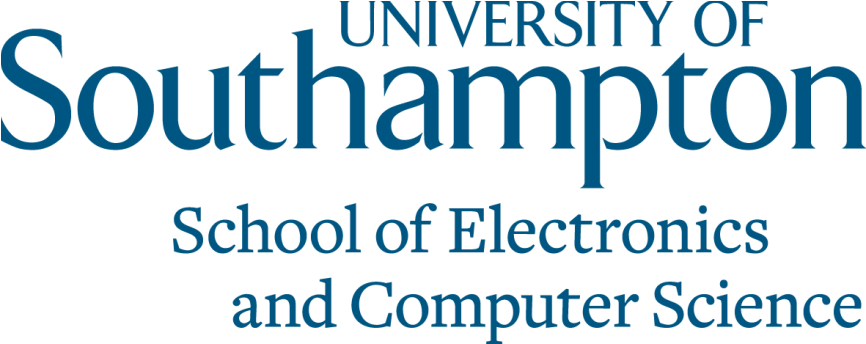 UNIVERSITY OF
Southampton
School of Electronics
and Computer Science